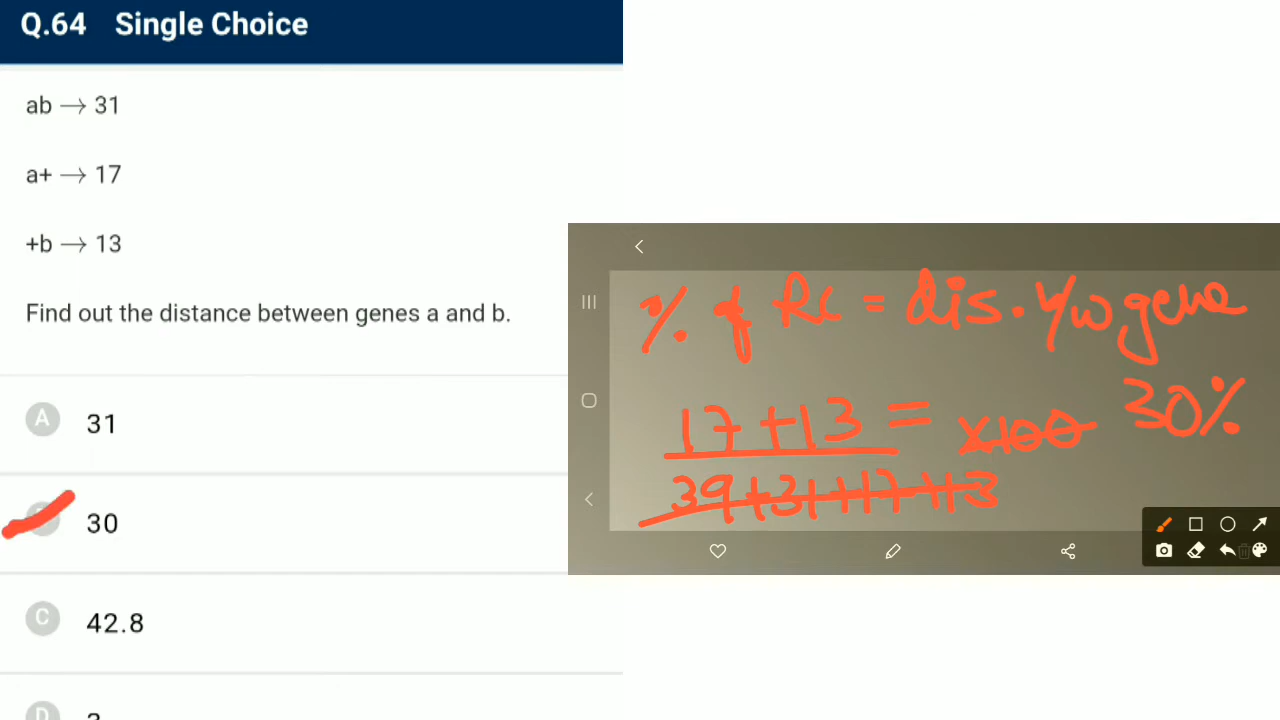 Q.64 Single Choice
ab → 31
a+ → 17
+b → 13
Find out the distance between genes a and b.
A 31
30
C 42.8
D
% of RC = dis. b/w gene
17 + 13 = ×100 30%
39+31+17+13